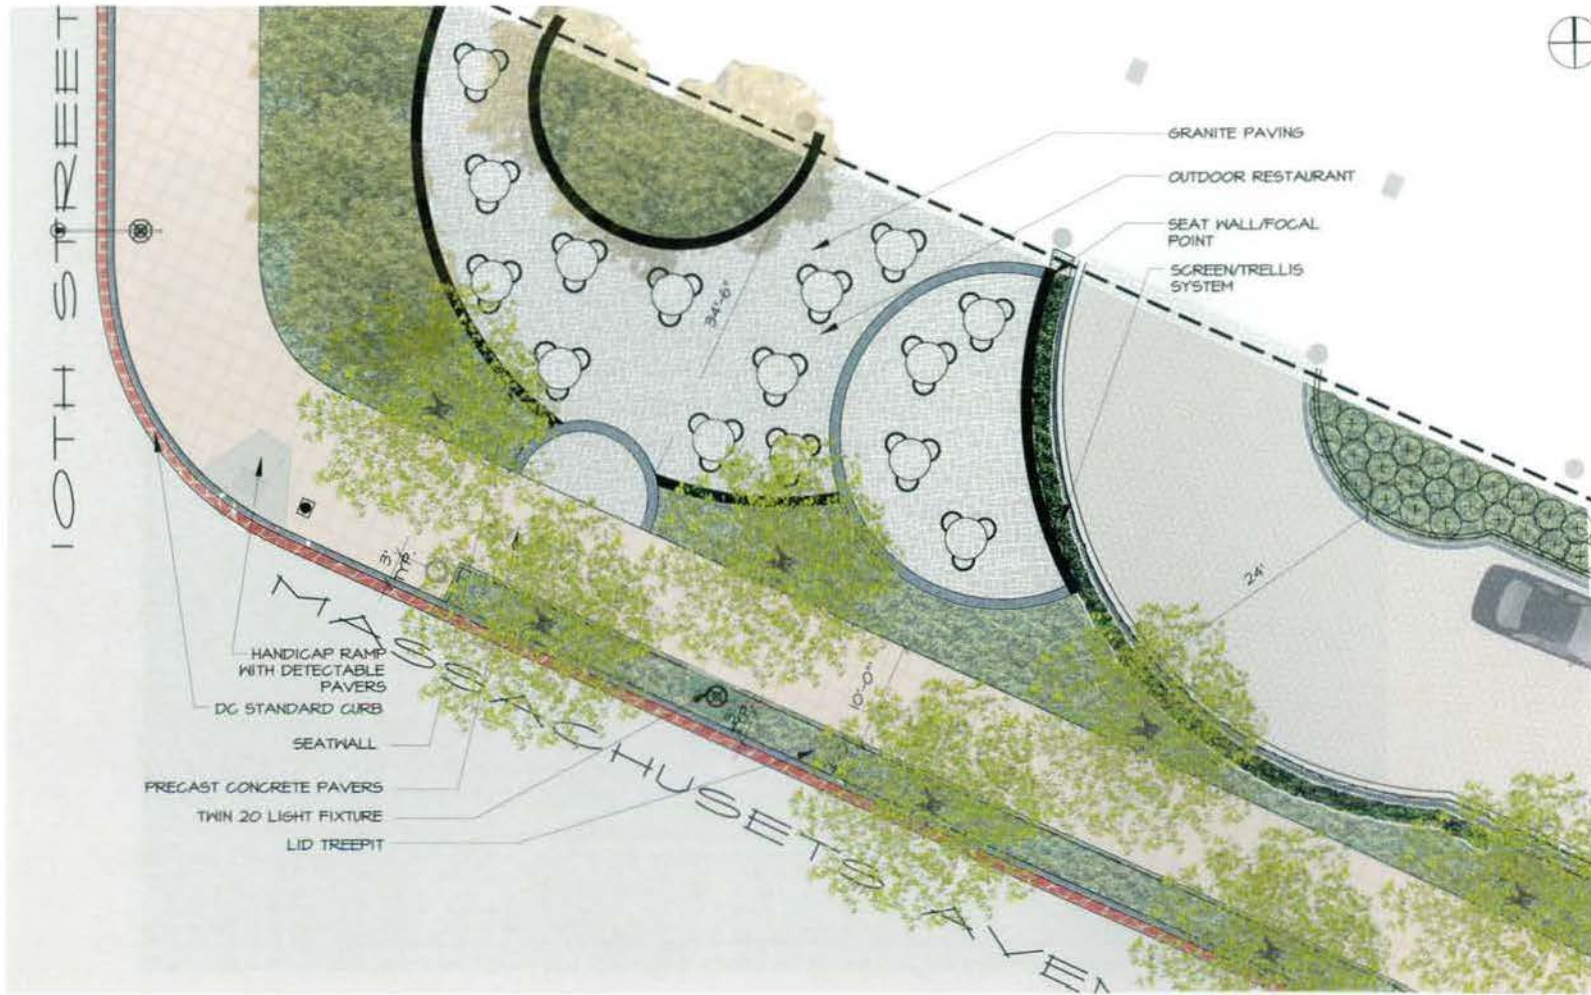 10TH STREET
GRANITE PAVING
OUTDOOR RESTAURANT
SEAT WALL/FOCAL
POINT
SCREEN/TRELLIS
SYSTEM
34'-6"
24'
3'
TYP.
10'-0"
HANDICAP RAMP
WITH DETECTABLE
PAVERS
DC STANDARD CURB
SEATWALL
PRECAST CONCRETE PAVERS
TWIN 20 LIGHT FIXTURE
LID TREEPIT
MASSACHUSETS AVEN